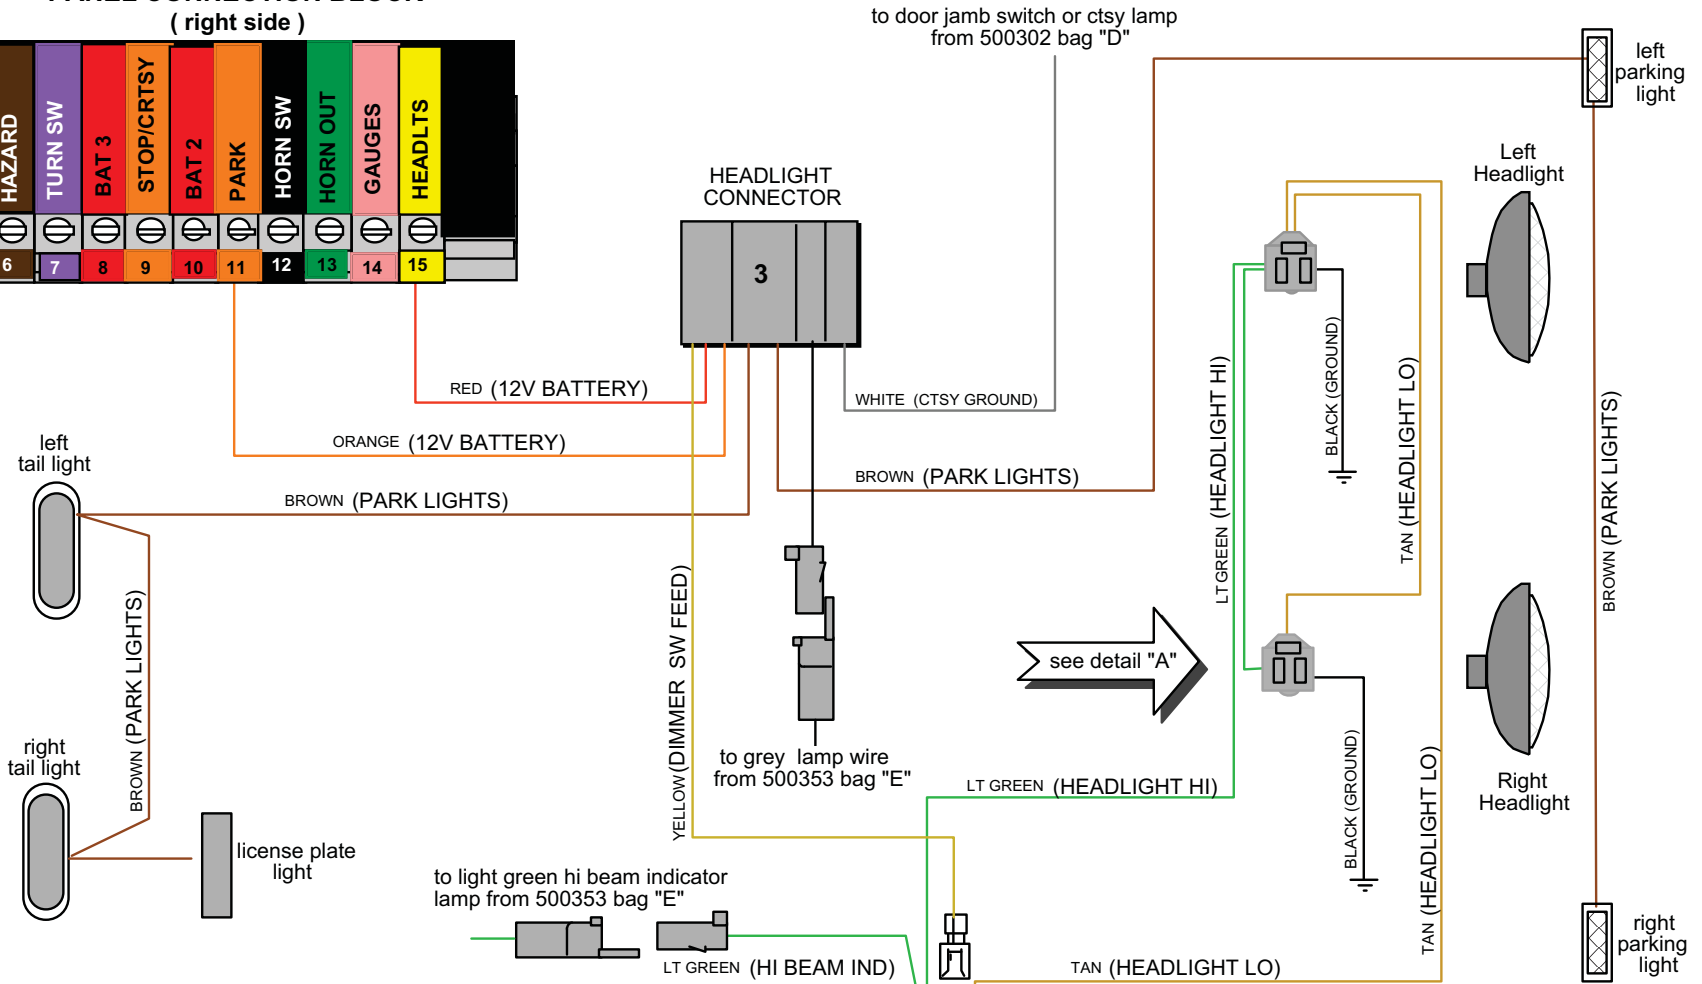 ( right side )
HAZARD
TURN SW
BAT 3
STOP/CRTSY
BAT 2
PARK
HORN SW
HORN OUT
GAUGES
HEADLTS
6
7
8
9
10
11
12
13
14
15
to door jamb switch or ctsy lamp
from 500302 bag "D"
left
parking
light
HEADLIGHT
CONNECTOR
3
Left
Headlight
RED (12V BATTERY)
WHITE (CTSY GROUND)
ORANGE (12V BATTERY)
BROWN (PARK LIGHTS)
left
tail light
BROWN (PARK LIGHTS)
LT GREEN (HEADLIGHT HI)
BLACK (GROUND)
TAN (HEADLIGHT LO)
BROWN (PARK LIGHTS)
YELLOW (DIMMER SW FEED)
BROWN (PARK LIGHTS)
see detail "A"
right
tail light
to grey lamp wire
from 500353 bag "E"
LT GREEN (HEADLIGHT HI)
BLACK (GROUND)
TAN (HEADLIGHT LO)
Right
Headlight
license plate
light
to light green hi beam indicator
lamp from 500353 bag "E"
LT GREEN (HI BEAM IND)
TAN (HEADLIGHT LO)
right
parking
light